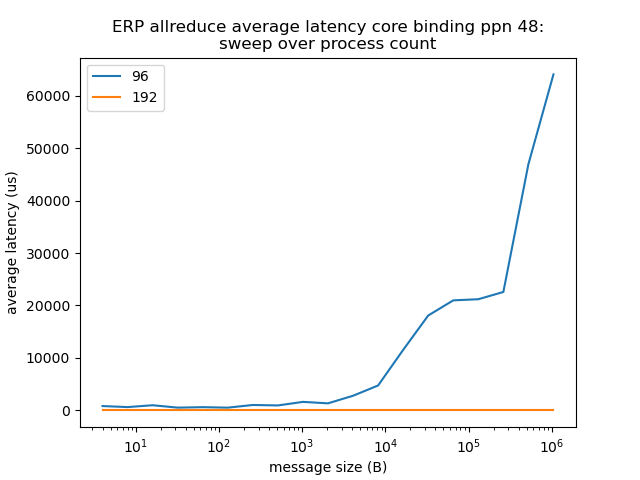 ERP allreduce average latency core binding ppn 48:
sweep over process count
96
192
average latency (us)
60000
50000
40000
30000
20000
10000
0
10¹ 10² 10³ 10⁴ 10⁵ 10⁶
message size (B)